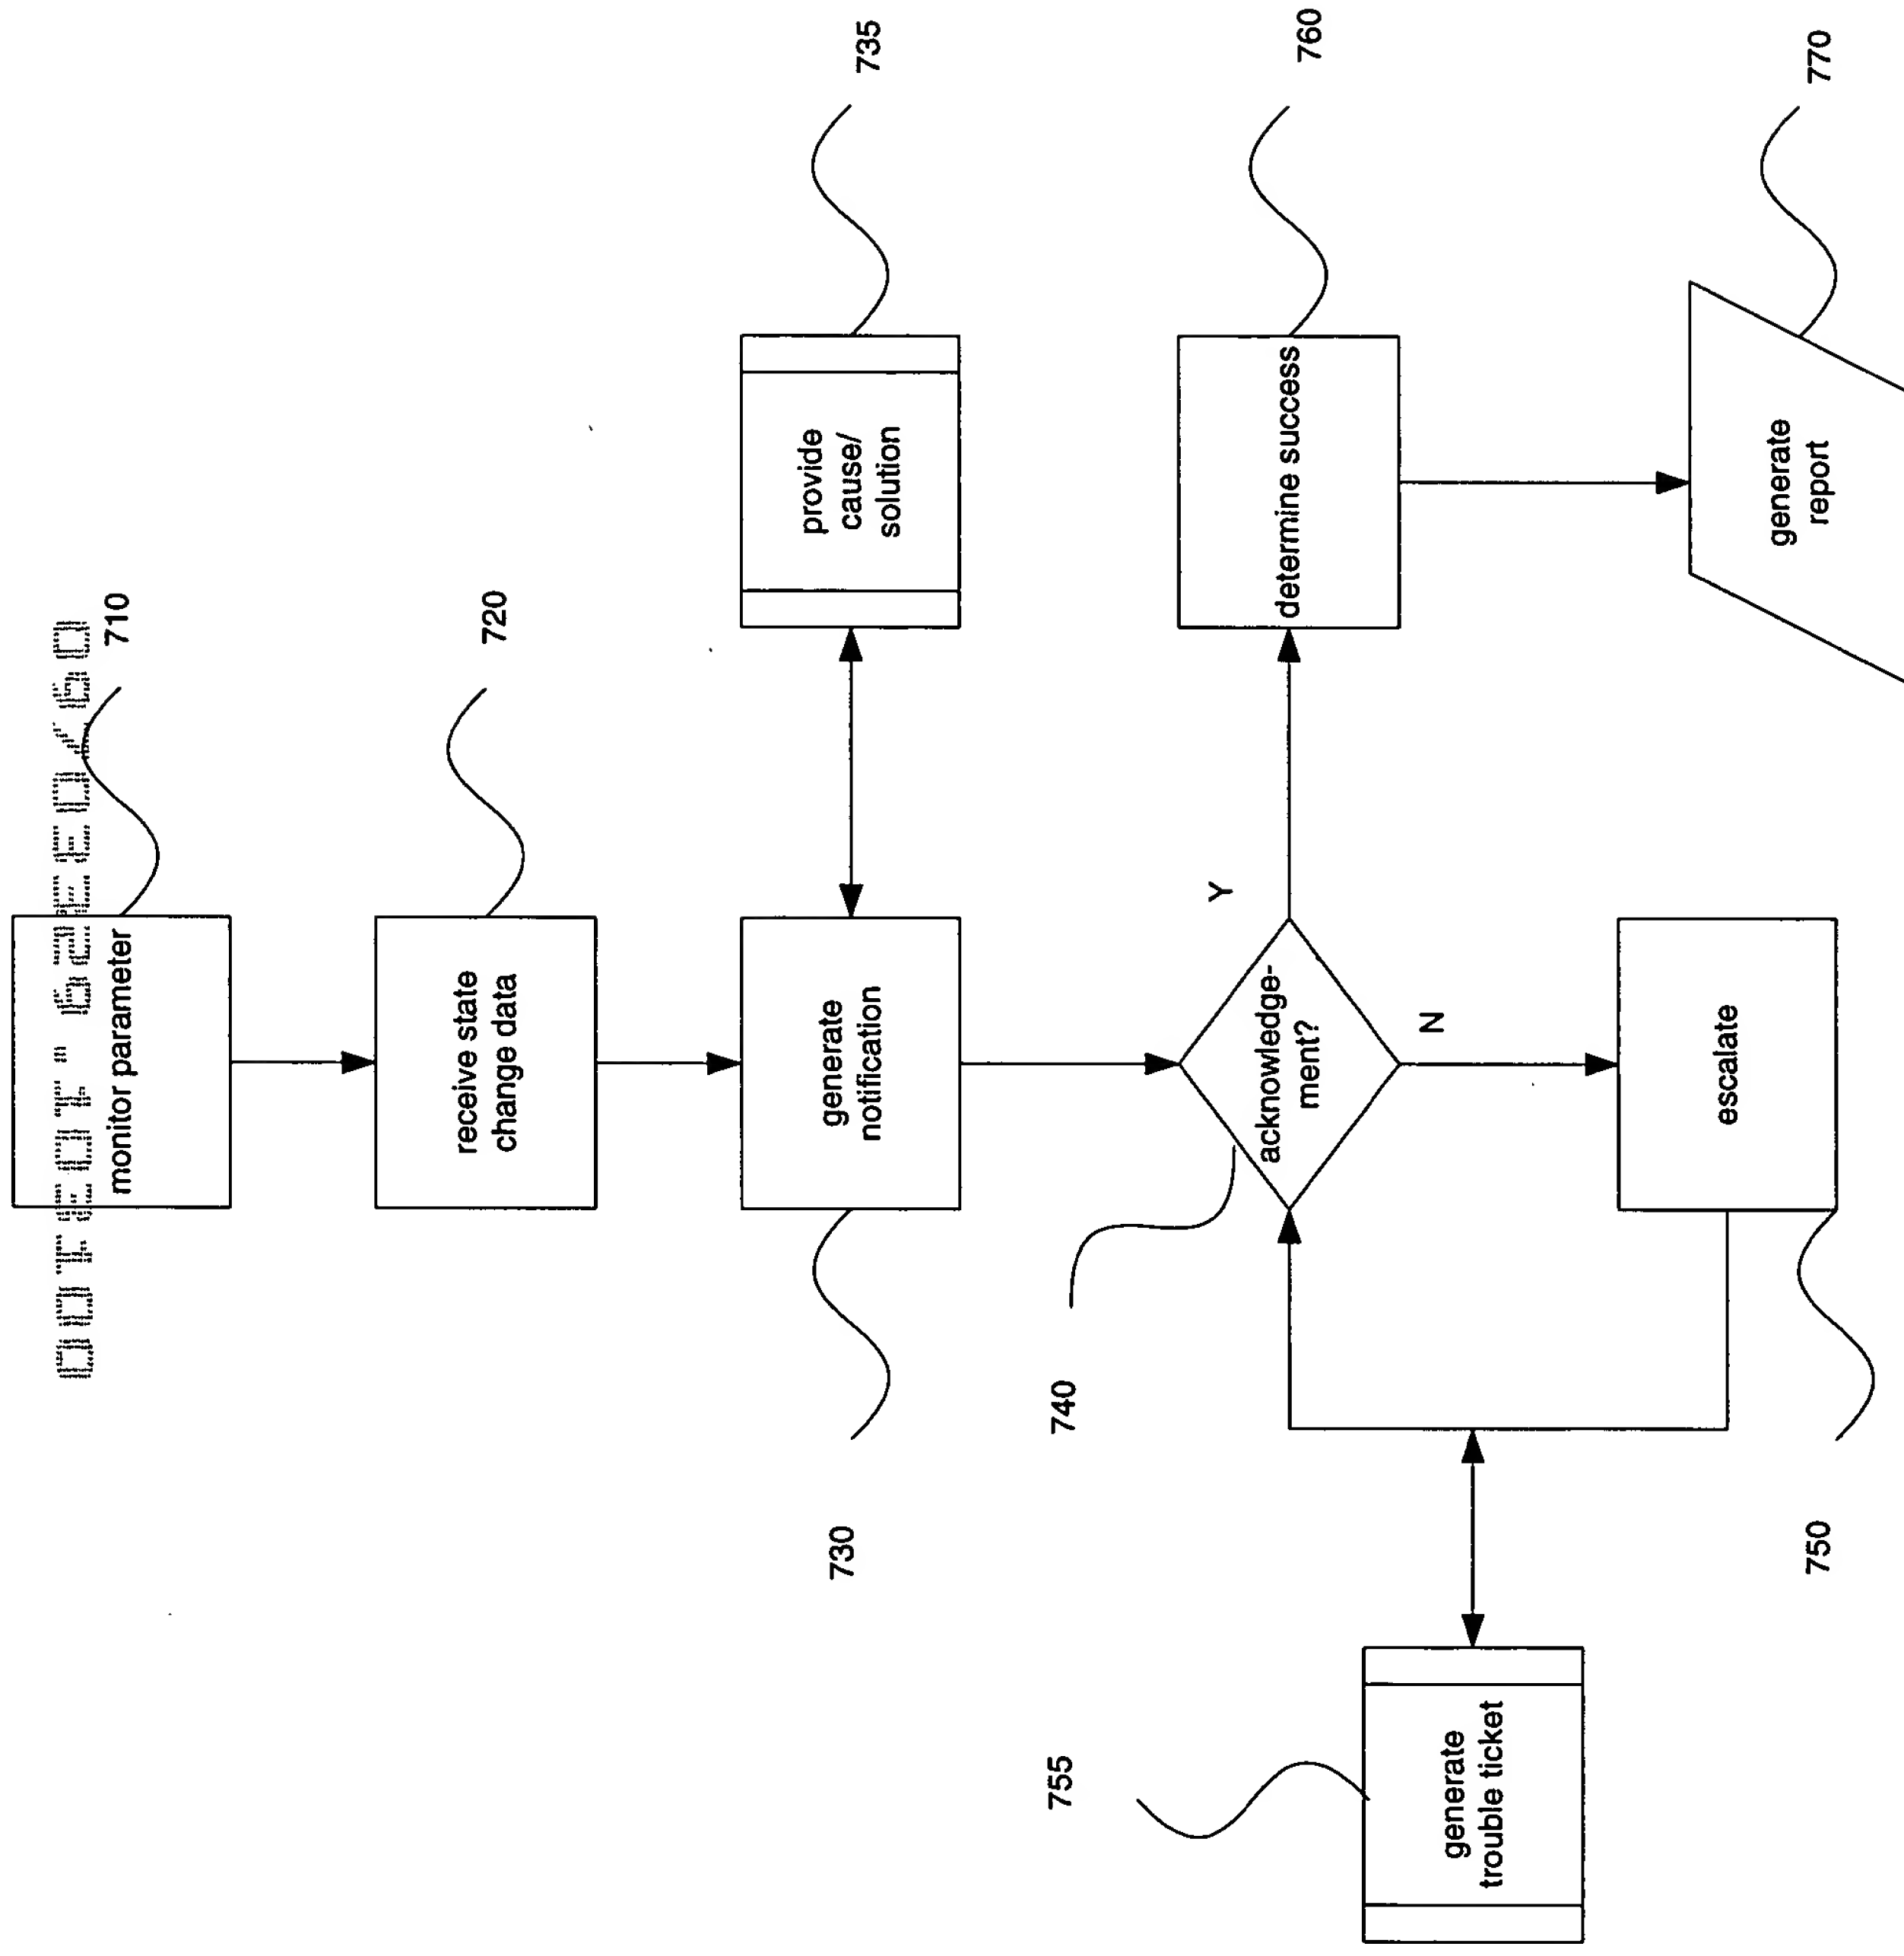 710
monitor parameter
720
receive state
change data
735
provide
cause/
solution
generate
notification
730
760
determine success
Y
acknowledge-
ment?
740
N
770
generate
report
escalate
750
755
generate
trouble ticket